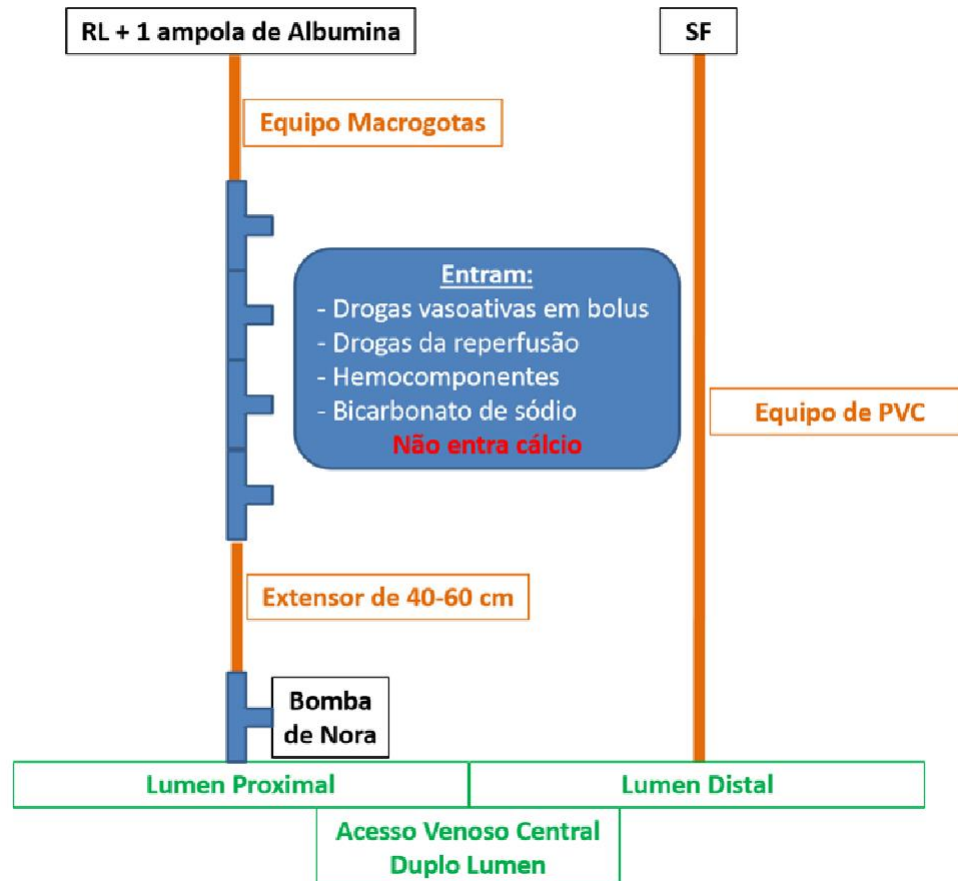 RL + 1 ampola de Albumina
SF
Equipo Macrogotas
Entram:
- Drogas vasoativas em bolus
- Drogas da reperfusão
- Hemocomponentes
- Bicarbonato de sódio
Não entra cálcio
Equipo de PVC
Extensor de 40-60 cm
Bomba
de Nora
Lumen Proximal
Lumen Distal
Acesso Venoso Central
Duplo Lumen